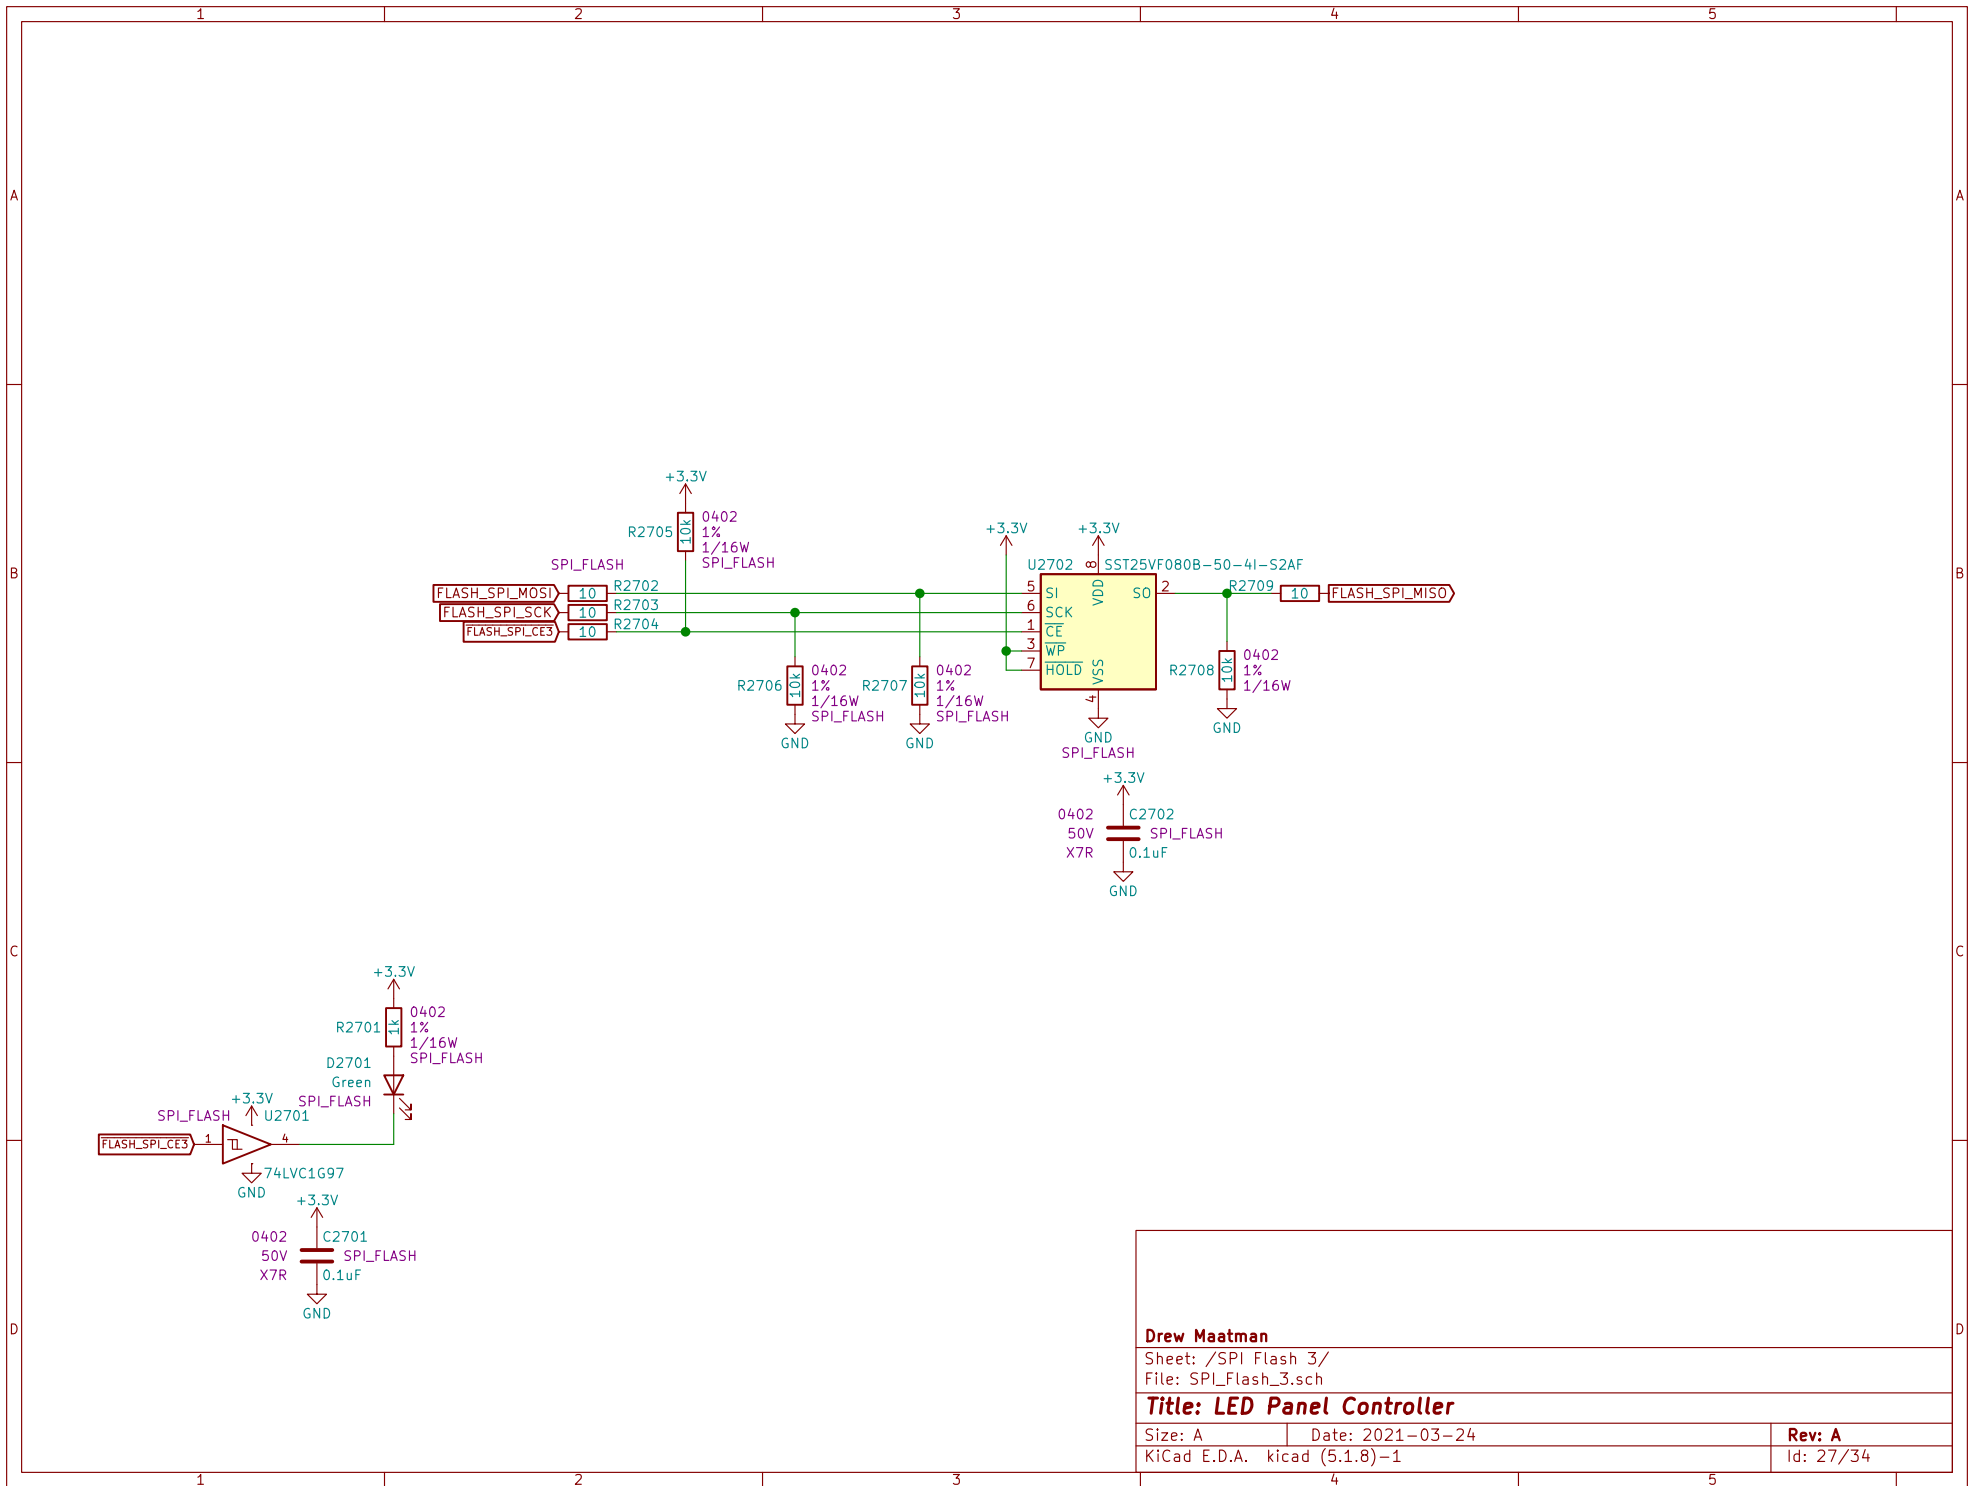 1 2 3 4 5
A A
B B
C C
D D
+3.3V
R2705 10k
0402
1%
1/16W
SPI_FLASH
SPI_FLASH
FLASH_SPI_MOSI 10 R2702
FLASH_SPI_SCK 10 R2703
FLASH_SPI_CE3 10 R2704
R2706 10k
0402
1%
1/16W
SPI_FLASH
GND
R2707 10k
0402
1%
1/16W
SPI_FLASH
GND
+3.3V +3.3V
U2702 8 SST25VF080B-50-4I-S2AF
5 SI VDD SO 2
6 SCK
1 CE
3 WP
7 HOLD VSS
4
GND
SPI_FLASH
R2709 10 FLASH_SPI_MISO
R2708 10k
0402
1%
1/16W
GND
+3.3V
0402 C2702
50V SPI_FLASH
X7R 0.1uF
GND
+3.3V
R2701 1k
0402
1%
1/16W
SPI_FLASH
D2701
Green
SPI_FLASH
+3.3V
SPI_FLASH U2701
FLASH_SPI_CE3 1 4
74LVC1G97
GND
+3.3V
0402 C2701
50V SPI_FLASH
X7R 0.1uF
GND
Drew Maatman
Sheet: /SPI Flash 3/
File: SPI_Flash_3.sch
Title: LED Panel Controller
Size: A Date: 2021-03-24 Rev: A
KiCad E.D.A. kicad (5.1.8)-1 Id: 27/34
1 2 3 4 5